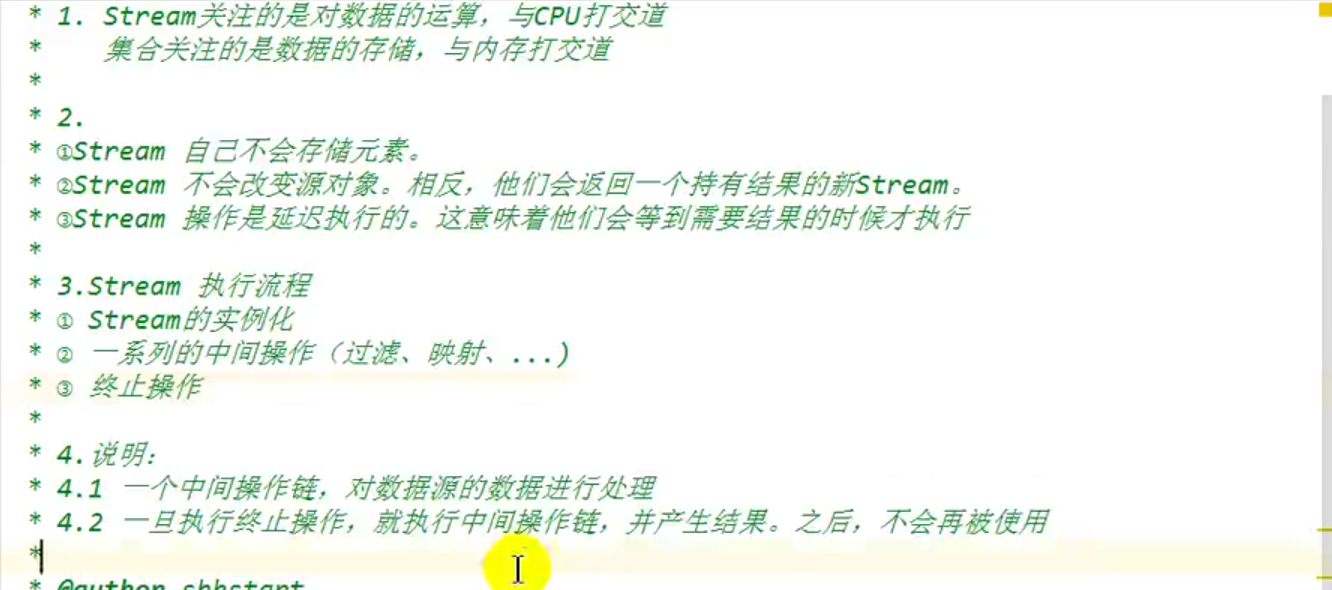 * 1. Stream关注的是对数据的运算，与CPU打交道
*    集合关注的是数据的存储，与内存打交道
*
* 2.
* ①Stream 自己不会存储元素。
* ②Stream 不会改变源对象。相反，他们会返回一个持有结果的新Stream。
* ③Stream 操作是延迟执行的。这意味着他们会等到需要结果的时候才执行
*
* 3.Stream 执行流程
* ① Stream的实例化
* ② 一系列的中间操作（过滤、映射、...)
* ③ 终止操作
*
* 4.说明：
* 4.1 一个中间操作链，对数据源的数据进行处理
* 4.2 一旦执行终止操作，就执行中间操作链，并产生结果。之后，不会再被使用
*
* @author shkstart